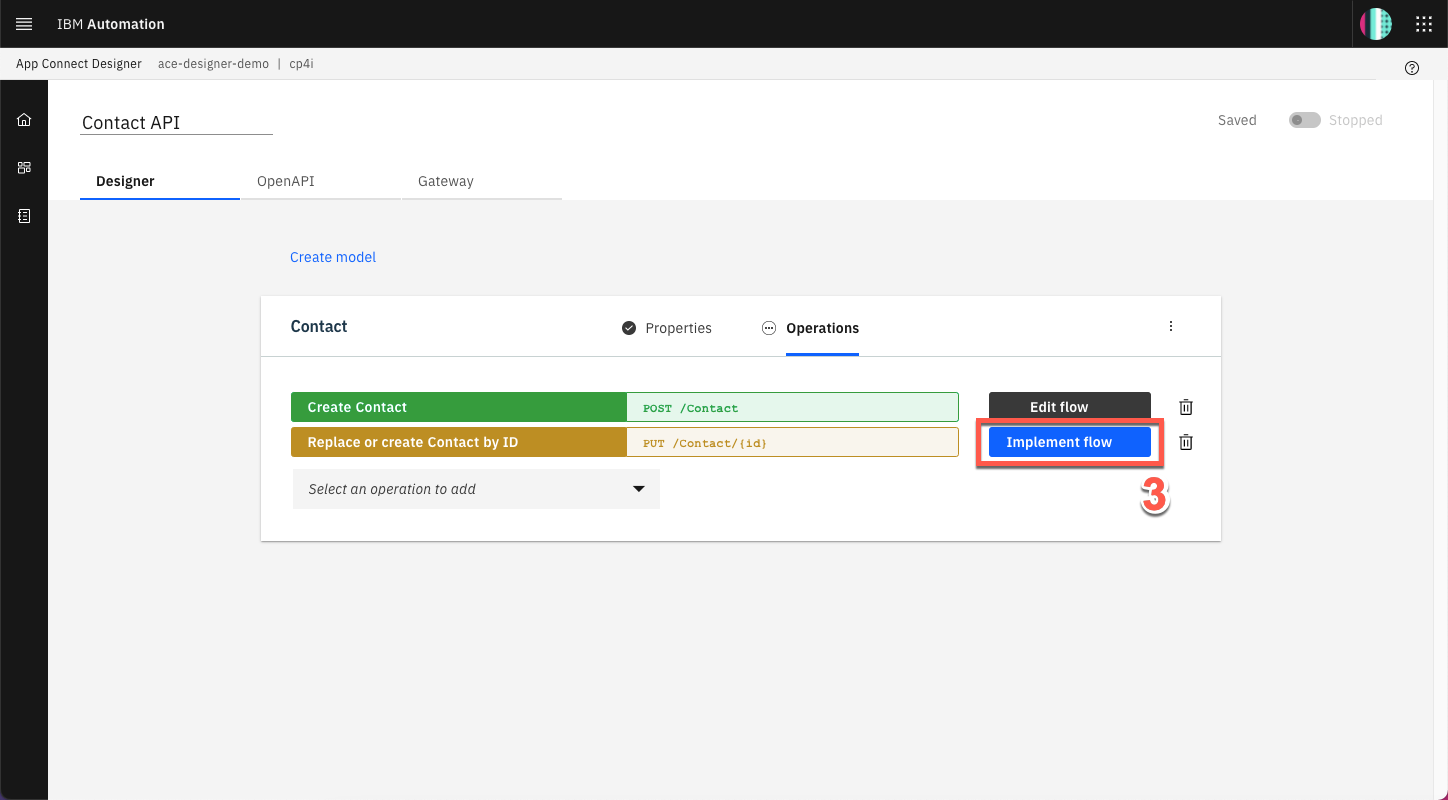 IBM Automation
App Connect Designer ace-designer-demo | cp4i
Contact API
Saved
Stopped
Designer
OpenAPI
Gateway
Create model
Contact
Properties
Operations
Create Contact
POST /Contact
Edit flow
Replace or create Contact by ID
PUT /Contact/{id}
Implement flow
Select an operation to add
3